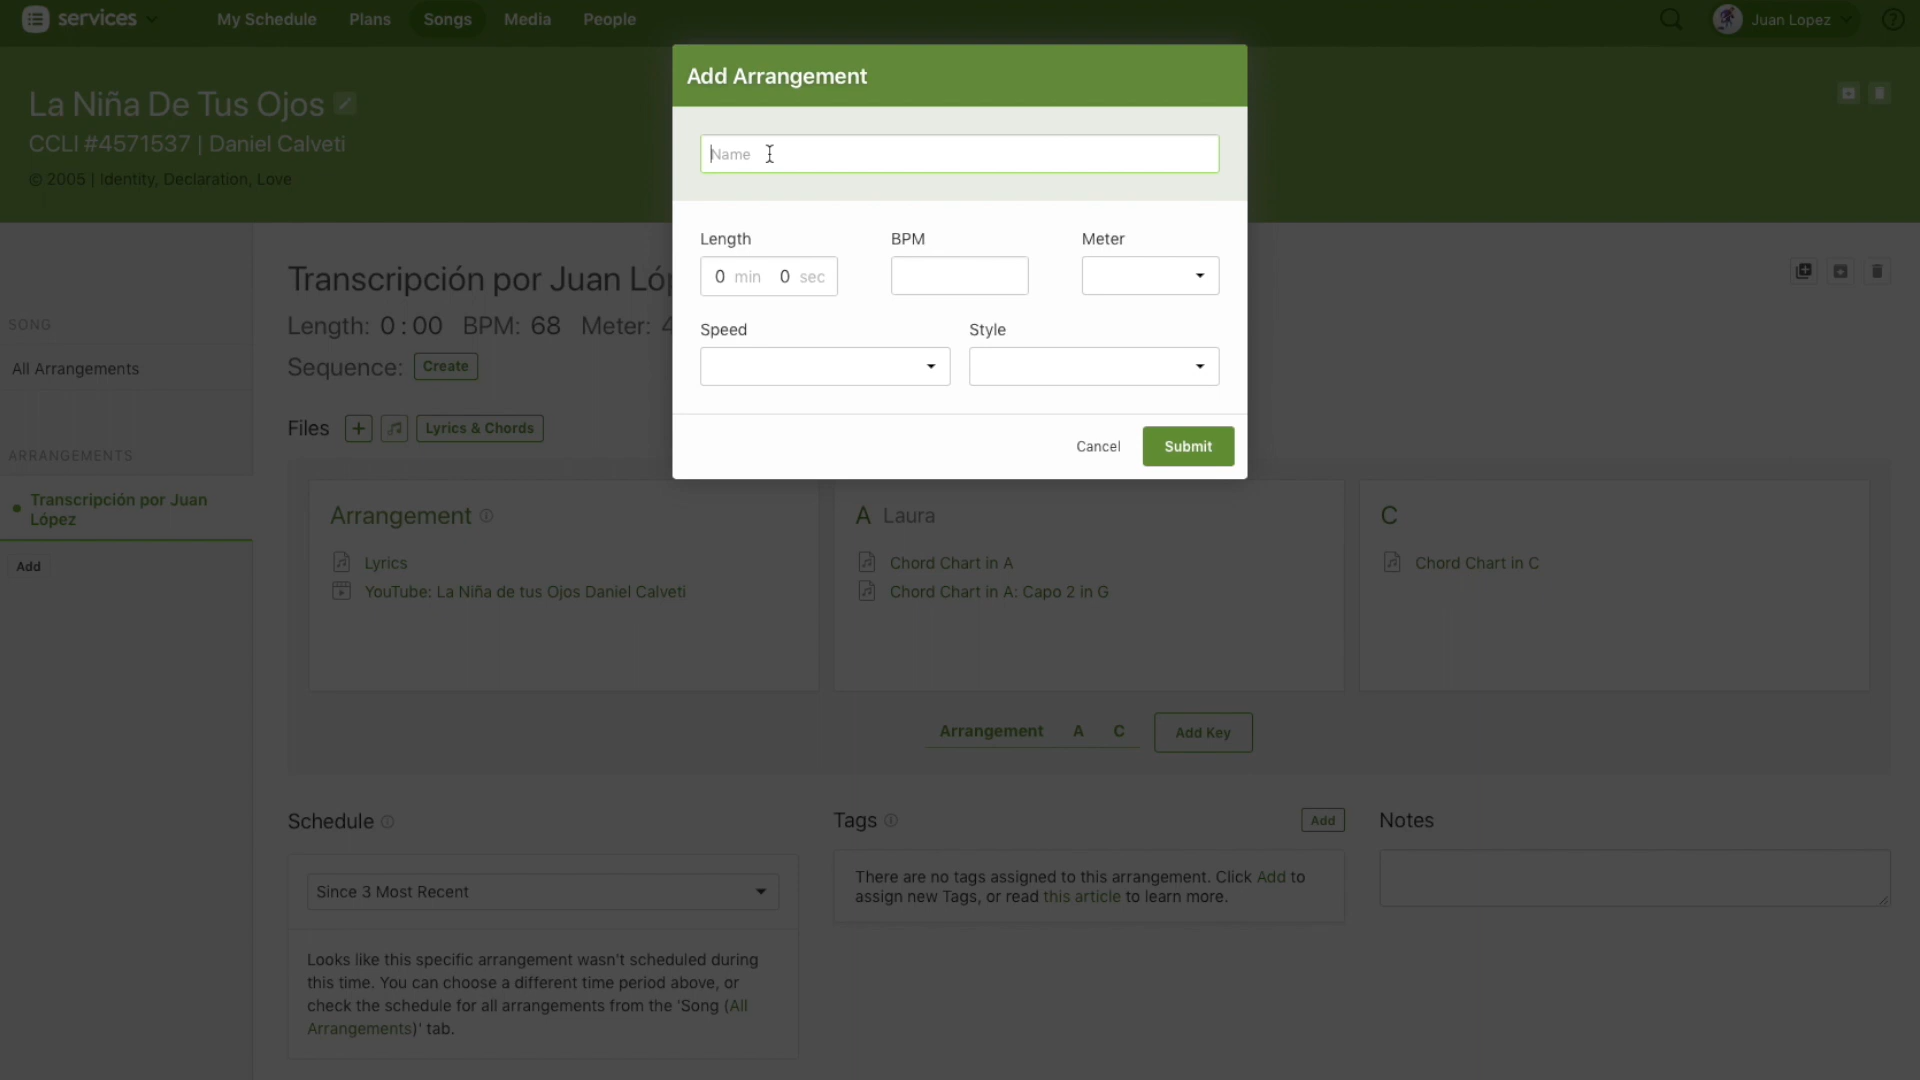 services
My Schedule
Plans
Songs
Media
People
Juan Lopez
La Niña De Tus Ojos
CCLI #4571537 | Daniel Calveti
© 2005 | Identity, Declaration, Love
Add Arrangement
Name
Length
BPM
Meter
0 min 0 sec
Speed
Style
Cancel
Submit
SONG
All Arrangements
ARRANGEMENTS
Transcripción por Juan
López
Add
Transcripción por Juan
Length: 0:00 BPM: 68 Meter:
Sequence: Create
Files + Lyrics & Chords
Arrangement
Lyrics
YouTube: La Niña de tus Ojos Daniel Calveti
A Laura
Chord Chart in A
Chord Chart in A: Capo 2 in G
C
Chord Chart in C
Arrangement A C Add Key
Schedule
Since 3 Most Recent
Looks like this specific arrangement wasn't scheduled during
this time. You can choose a different time period above, or
check the schedule for all arrangements from the 'Song (All
Arrangements)' tab.
Tags
Add
There are no tags assigned to this arrangement. Click Add to
assign new Tags, or read this article to learn more.
Notes